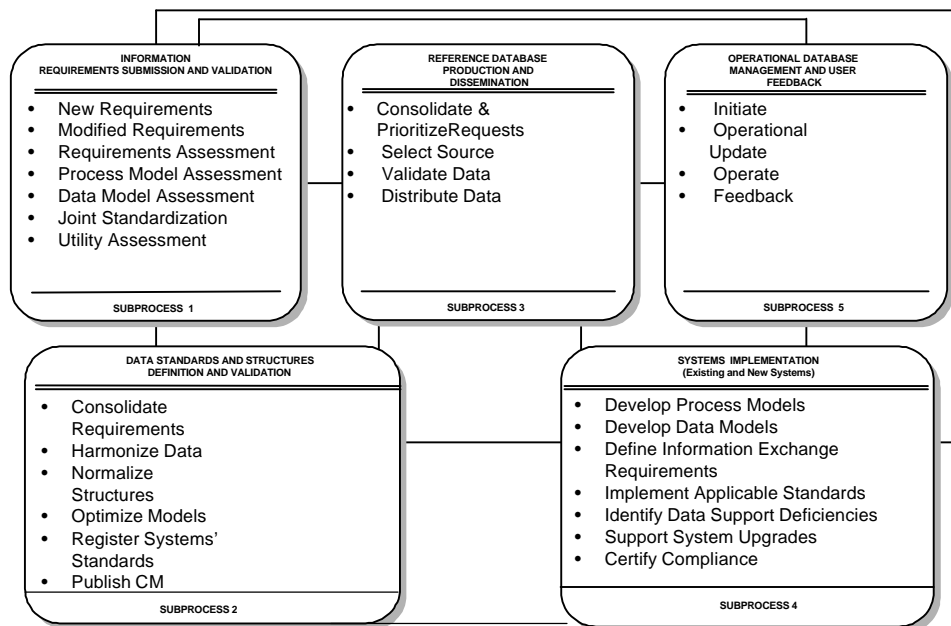 INFORMATION
REQUIREMENTS SUBMISSION AND VALIDATION
• New Requirements
• Modified Requirements
• Requirements Assessment
• Process Model Assessment
• Data Model Assessment
• Joint Standardization
• Utility Assessment
SUBPROCESS 1
REFERENCE DATABASE
PRODUCTION AND
DISSEMINATION
• Consolidate &
PrioritizeRequests
• Select Source
• Validate Data
• Distribute Data
SUBPROCESS 3
OPERATIONAL DATABASE
MANAGEMENT AND USER
FEEDBACK
• Initiate
• Operational
Update
• Operate
• Feedback
SUBPROCESS 5
DATA STANDARDS AND STRUCTURES
DEFINITION AND VALIDATION
• Consolidate
Requirements
• Harmonize Data
• Normalize
Structures
• Optimize Models
• Register Systems'
Standards
• Publish CM
SUBPROCESS 2
SYSTEMS IMPLEMENTATION
(Existing and New Systems)
• Develop Process Models
• Develop Data Models
• Define Information Exchange
Requirements
• Implement Applicable Standards
• Identify Data Support Deficiencies
• Support System Upgrades
• Certify Compliance
SUBPROCESS 4